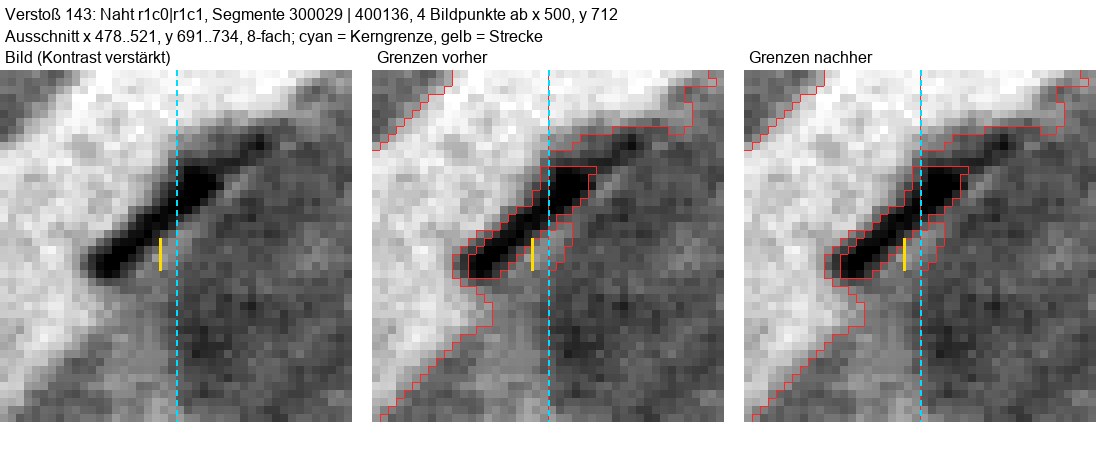 Verstoß 143: Naht r1c0|r1c1, Segmente 300029 | 400136, 4 Bildpunkte ab x 500, y 712
Ausschnitt x 478..521, y 691..734, 8-fach; cyan = Kerngrenze, gelb = Strecke
Bild (Kontrast verstärkt) Grenzen vorher Grenzen nachher